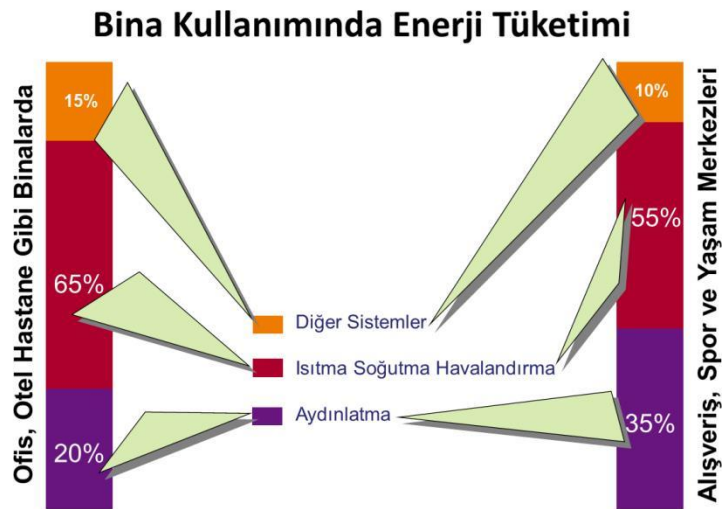 Bina Kullanımında Enerji Tüketimi
Ofis, Otel Hastane Gibi Binalarda
15%
65%
20%
Diğer Sistemler
Isıtma Soğutma Havalandırma
Aydınlatma
10%
55%
35%
Alışveriş, Spor ve Yaşam Merkezleri